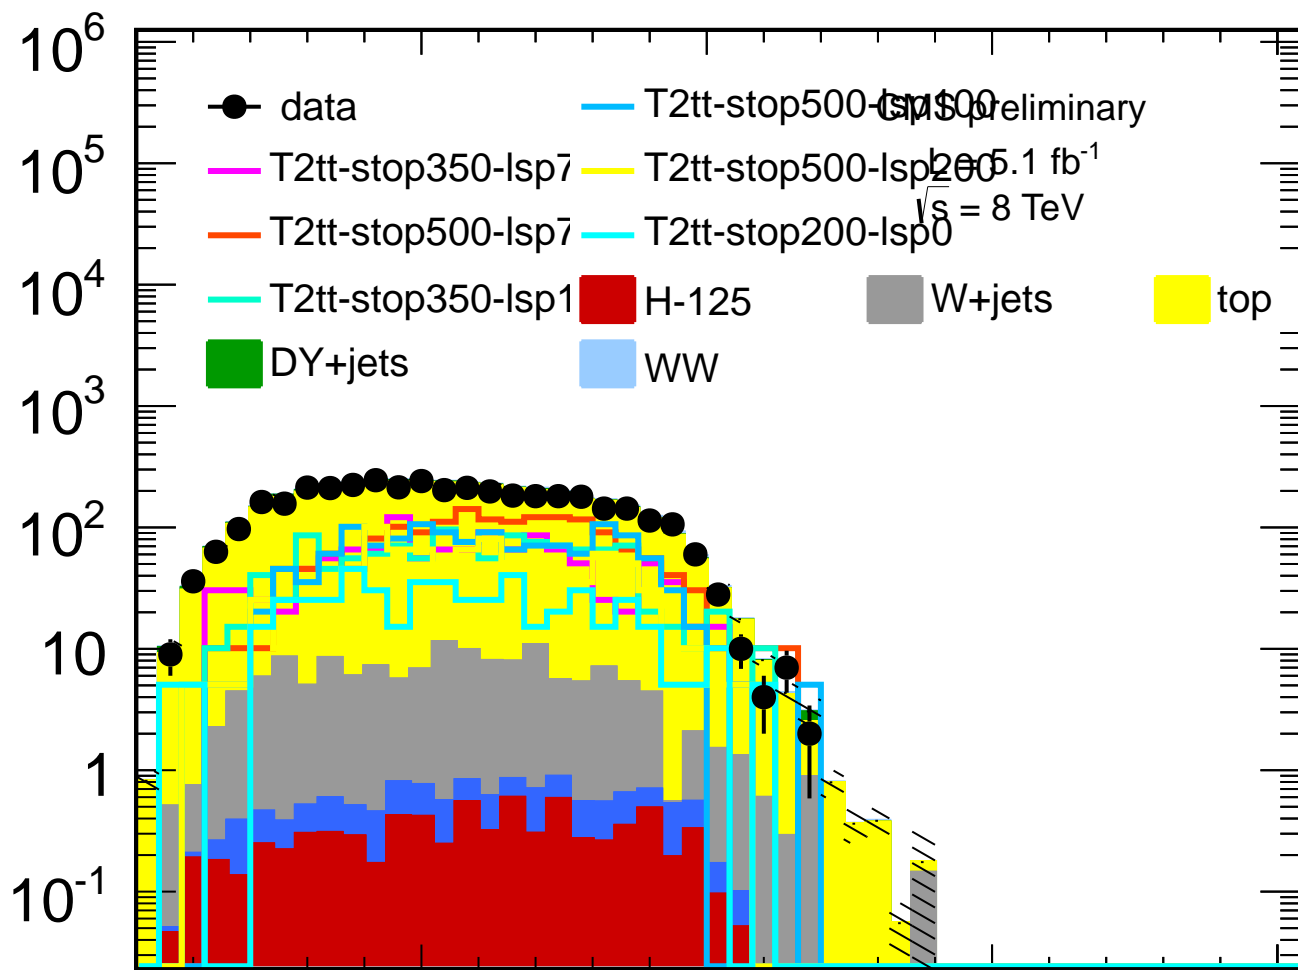 10^6
data
T2tt-stop500-lsp100
CMS preliminary
10^5
T2tt-stop350-lsp7
T2tt-stop500-lsp200
L = 5.1 fb^-1
√s = 8 TeV
T2tt-stop500-lsp7
T2tt-stop200-lsp0
10^4
T2tt-stop350-lsp1
H-125
W+jets
top
DY+jets
WW
10^3
10^2
10
1
10^-1